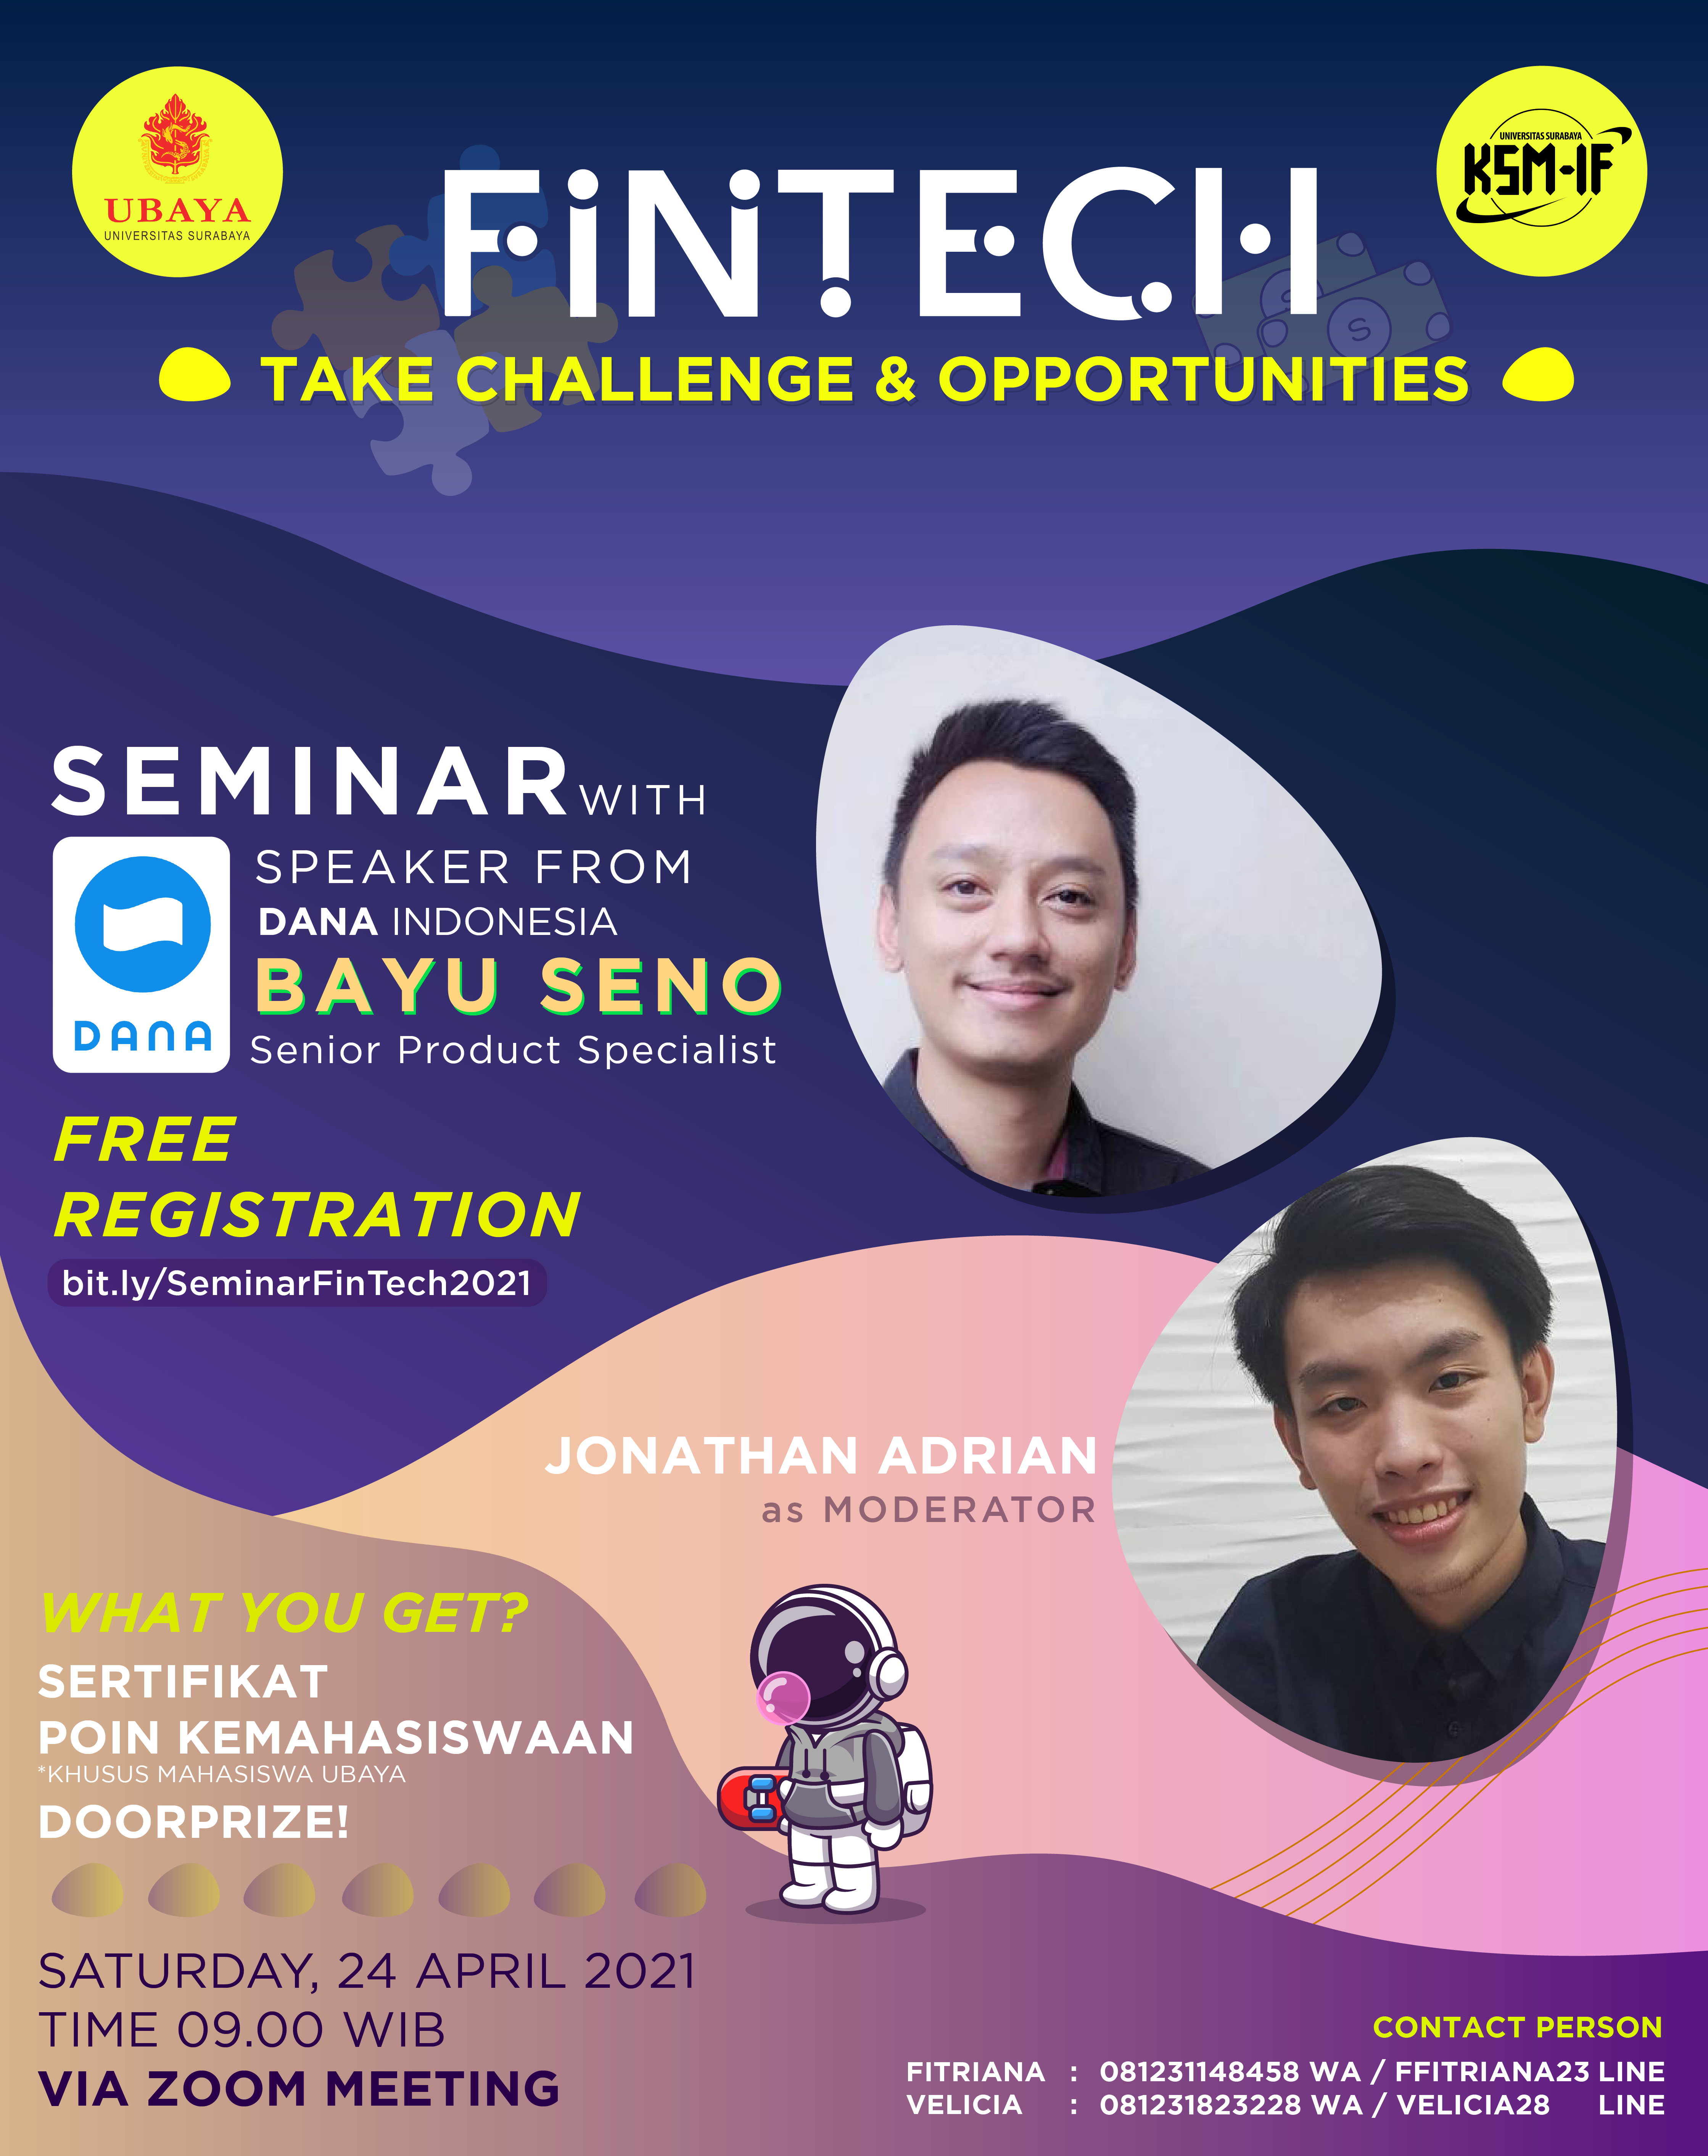 UBAYA
UNIVERSITAS SURABAYA
UNIVERSITAS SURABAYA
KSM-IF
FiNTECH
TAKE CHALLENGE & OPPORTUNITIES
SEMINAR WITH
SPEAKER FROM
DANA INDONESIA
BAYU SENO
Senior Product Specialist
DANA
FREE
REGISTRATION
bit.ly/SeminarFinTech2021
JONATHAN ADRIAN
as MODERATOR
WHAT YOU GET?
SERTIFIKAT
POIN KEMAHASISWAAN
*KHUSUS MAHASISWA UBAYA
DOORPRIZE!
SATURDAY, 24 APRIL 2021
TIME 09.00 WIB
VIA ZOOM MEETING
CONTACT PERSON
FITRIANA : 081231148458 WA / FFITRIANA23 LINE
VELICIA : 081231823228 WA / VELICIA28 LINE